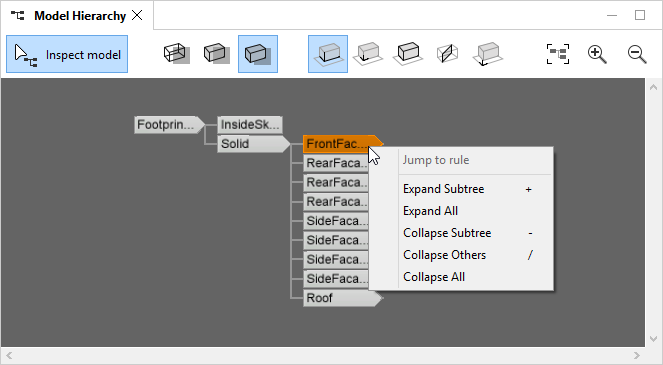 Model Hierarchy
Inspect model
Footprin...
InsideSk...
Solid
FrontFac...
RearFaca...
RearFaca...
RearFaca...
SideFaca...
SideFaca...
SideFaca...
SideFaca...
Roof
Jump to rule
Expand Subtree +
Expand All
Collapse Subtree -
Collapse Others /
Collapse All